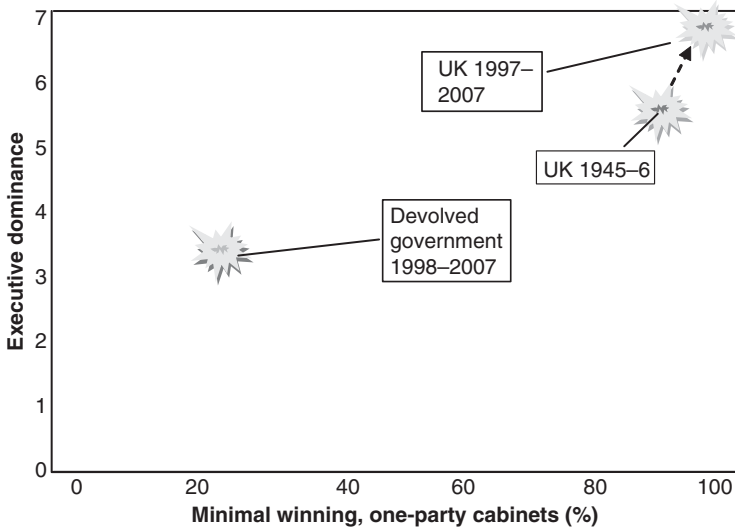 7
6
5
4
3
2
1
0
Executive dominance
UK 1997–
2007
UK 1945–6
Devolved
government
1998–2007
0 20 40 60 80 100
Minimal winning, one-party cabinets (%)